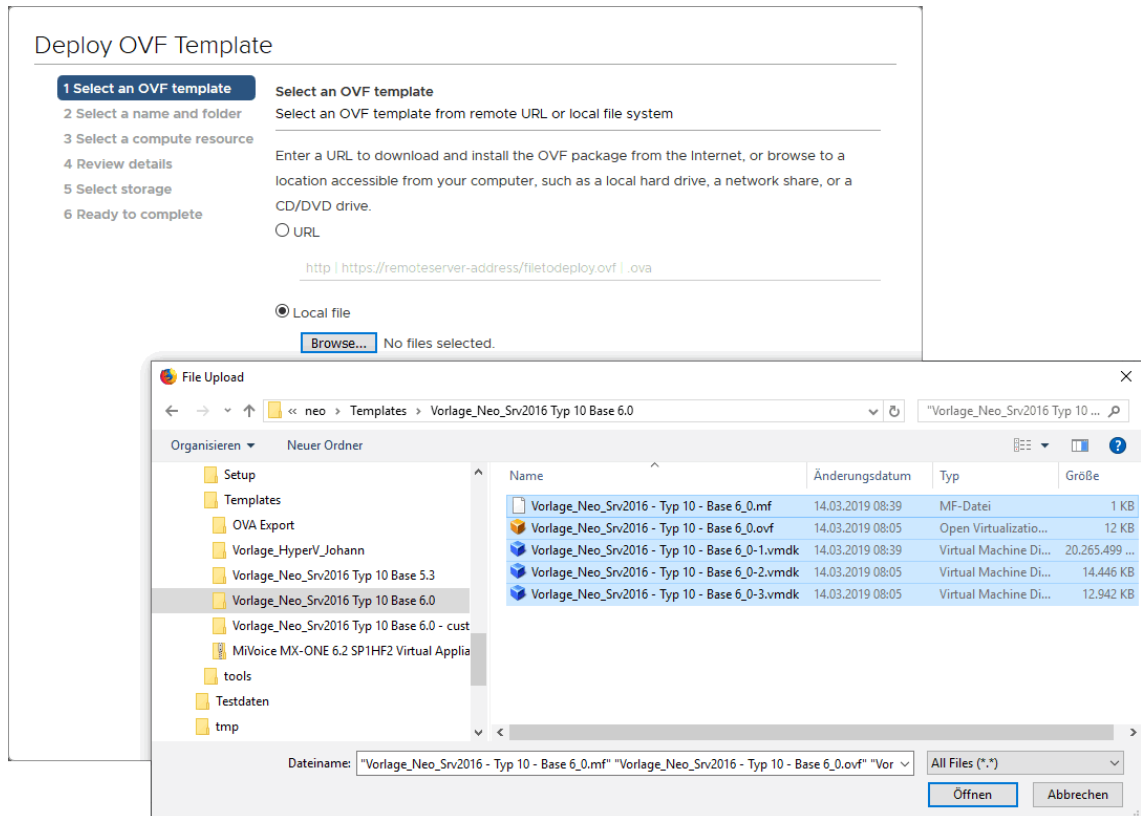 Deploy OVF Template
1 Select an OVF template
2 Select a name and folder
3 Select a compute resource
4 Review details
5 Select storage
6 Ready to complete
Select an OVF template
Select an OVF template from remote URL or local file system
Enter a URL to download and install the OVF package from the Internet, or browse to a
location accessible from your computer, such as a local hard drive, a network share, or a
CD/DVD drive.
URL
http | https://remoteserver-address/filetodeploy.ovf | .ova
Local file
Browse... No files selected.
File Upload
« neo > Templates > Vorlage_Neo_Srv2016 Typ 10 Base 6.0
"Vorlage_Neo_Srv2016 Typ 10 ...
Organisieren Neuer Ordner
Setup
Templates
OVA Export
Vorlage_HyperV_Johann
Vorlage_Neo_Srv2016 Typ 10 Base 5.3
Vorlage_Neo_Srv2016 Typ 10 Base 6.0
Vorlage_Neo_Srv2016 Typ 10 Base 6.0 - cust
MiVoice MX-ONE 6.2 SP1HF2 Virtual Applia
tools
Testdaten
tmp
Name Änderungsdatum Typ Größe
Vorlage_Neo_Srv2016 - Typ 10 - Base 6_0.mf 14.03.2019 08:39 MF-Datei 1 KB
Vorlage_Neo_Srv2016 - Typ 10 - Base 6_0.ovf 14.03.2019 08:05 Open Virtualizatio... 12 KB
Vorlage_Neo_Srv2016 - Typ 10 - Base 6_0-1.vmdk 14.03.2019 08:39 Virtual Machine Di... 20.265.499 ...
Vorlage_Neo_Srv2016 - Typ 10 - Base 6_0-2.vmdk 14.03.2019 08:05 Virtual Machine Di... 14.446 KB
Vorlage_Neo_Srv2016 - Typ 10 - Base 6_0-3.vmdk 14.03.2019 08:05 Virtual Machine Di... 12.942 KB
Dateiname: "Vorlage_Neo_Srv2016 - Typ 10 - Base 6_0.mf" "Vorlage_Neo_Srv2016 - Typ 10 - Base 6_0.ovf" "Vor
All Files (*.*)
Öffnen Abbrechen